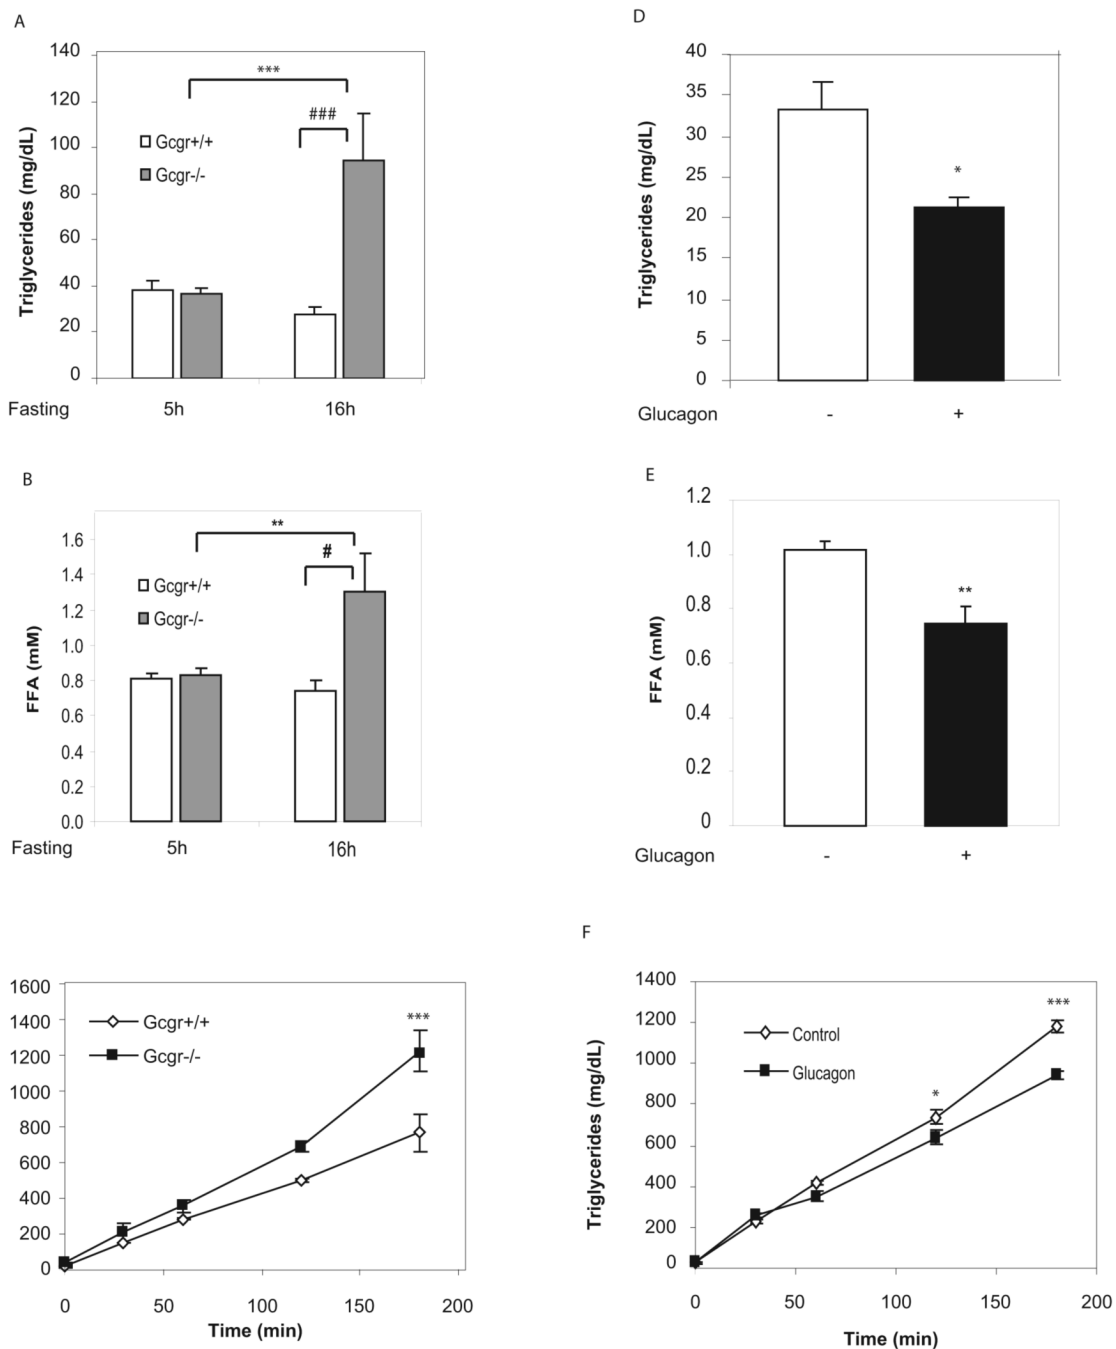 A
Triglycerides (mg/dL)
140
120
100
80
60
40
20
0
***
###
Gcgr+/+
Gcgr-/-
Fasting 5h 16h
D
Triglycerides (mg/dL)
40
35
30
25
20
15
10
5
0
*
Glucagon - +
B
FFA (mM)
1.6
1.4
1.2
1.0
0.8
0.6
0.4
0.2
0.0
**
#
Gcgr+/+
Gcgr-/-
Fasting 5h 16h
E
FFA (mM)
1.2
1.0
0.8
0.6
0.4
0.2
0
**
Glucagon - +
1600
1400
1200
1000
800
600
400
200
0
Gcgr+/+
Gcgr-/-
***
0 50 100 150 200
Time (min)
F
Triglycerides (mg/dL)
1400
1200
1000
800
600
400
200
0
Control
Glucagon
*
***
0 50 100 150 200
Time (min)